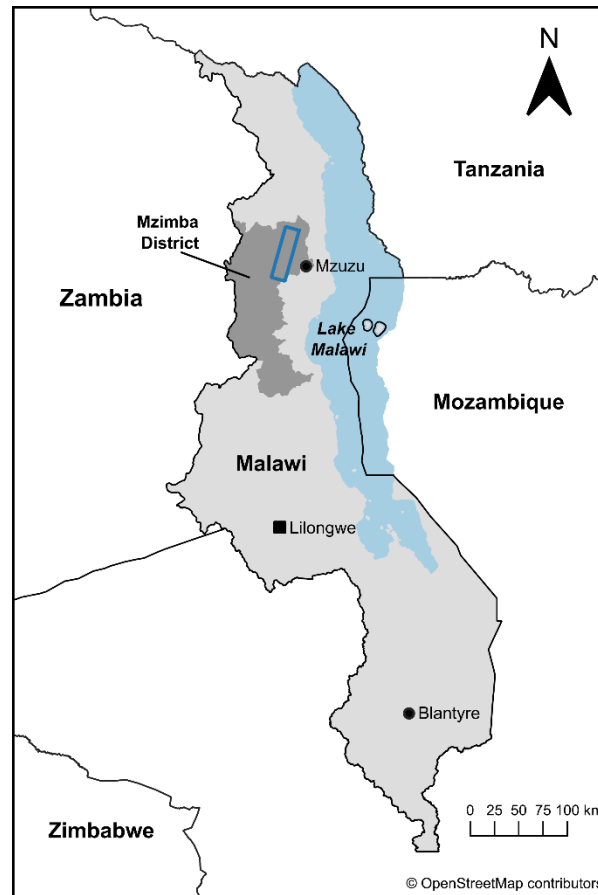 N
Tanzania
Mzimba
District
Mzuzu
Zambia
Lake
Malawi
Mozambique
Malawi
Lilongwe
Blantyre
0 25 50 75 100 km
Zimbabwe
© OpenStreetMap contributors